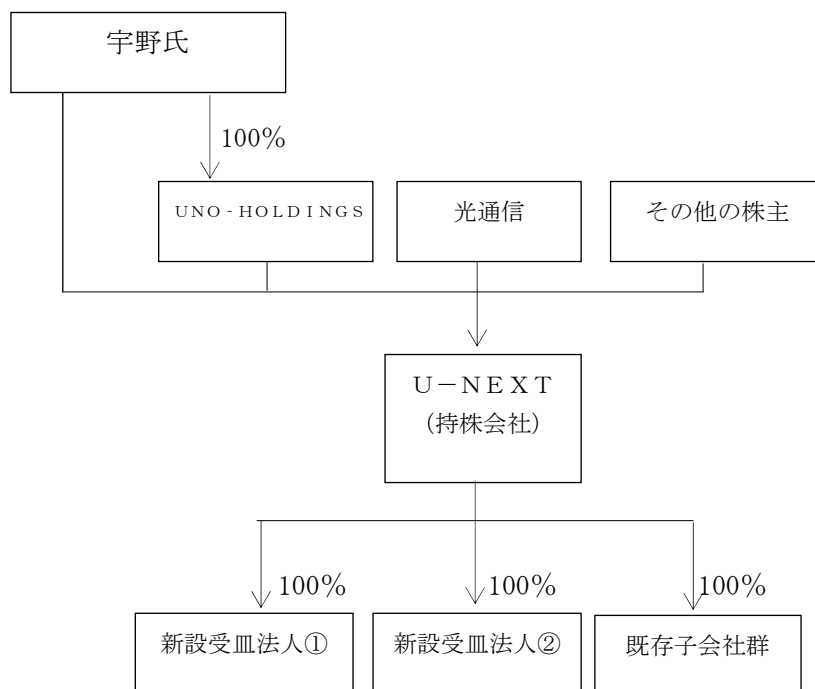 宇野氏
100%
ＵＮＯ‐ＨＯＬＤＩＮＧＳ
光通信
その他の株主
Ｕ－ＮＥＸＴ
（持株会社）
100%
100%
100%
新設受皿法人①
新設受皿法人②
既存子会社群